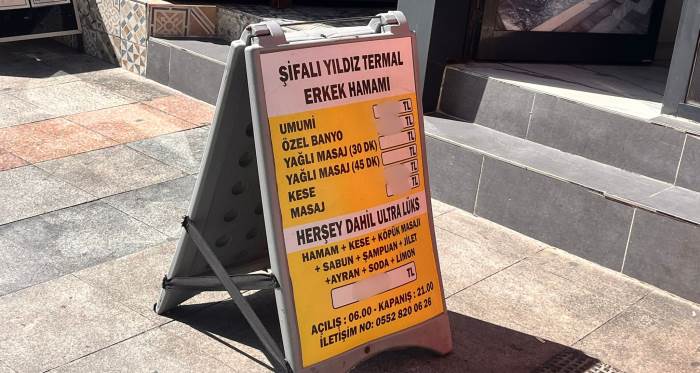 ŞİFALI YILDIZ TERMAL
ERKEK HAMAMI
UMUMİ TL
ÖZEL BANYO TL
YAĞLI MASAJ (30 DK) TL
YAĞLI MASAJ (45 DK) TL
KESE TL
MASAJ TL
HERŞEY DAHİL ULTRA LÜKS
HAMAM + KESE + KÖPÜK MASAJI
+ SABUN + ŞAMPUAN + JİLET
+AYRAN + SODA + LİMON
TL
AÇILIŞ : 06.00 - KAPANIŞ : 21.00
İLETİŞİM NO: 0552 820 06 26